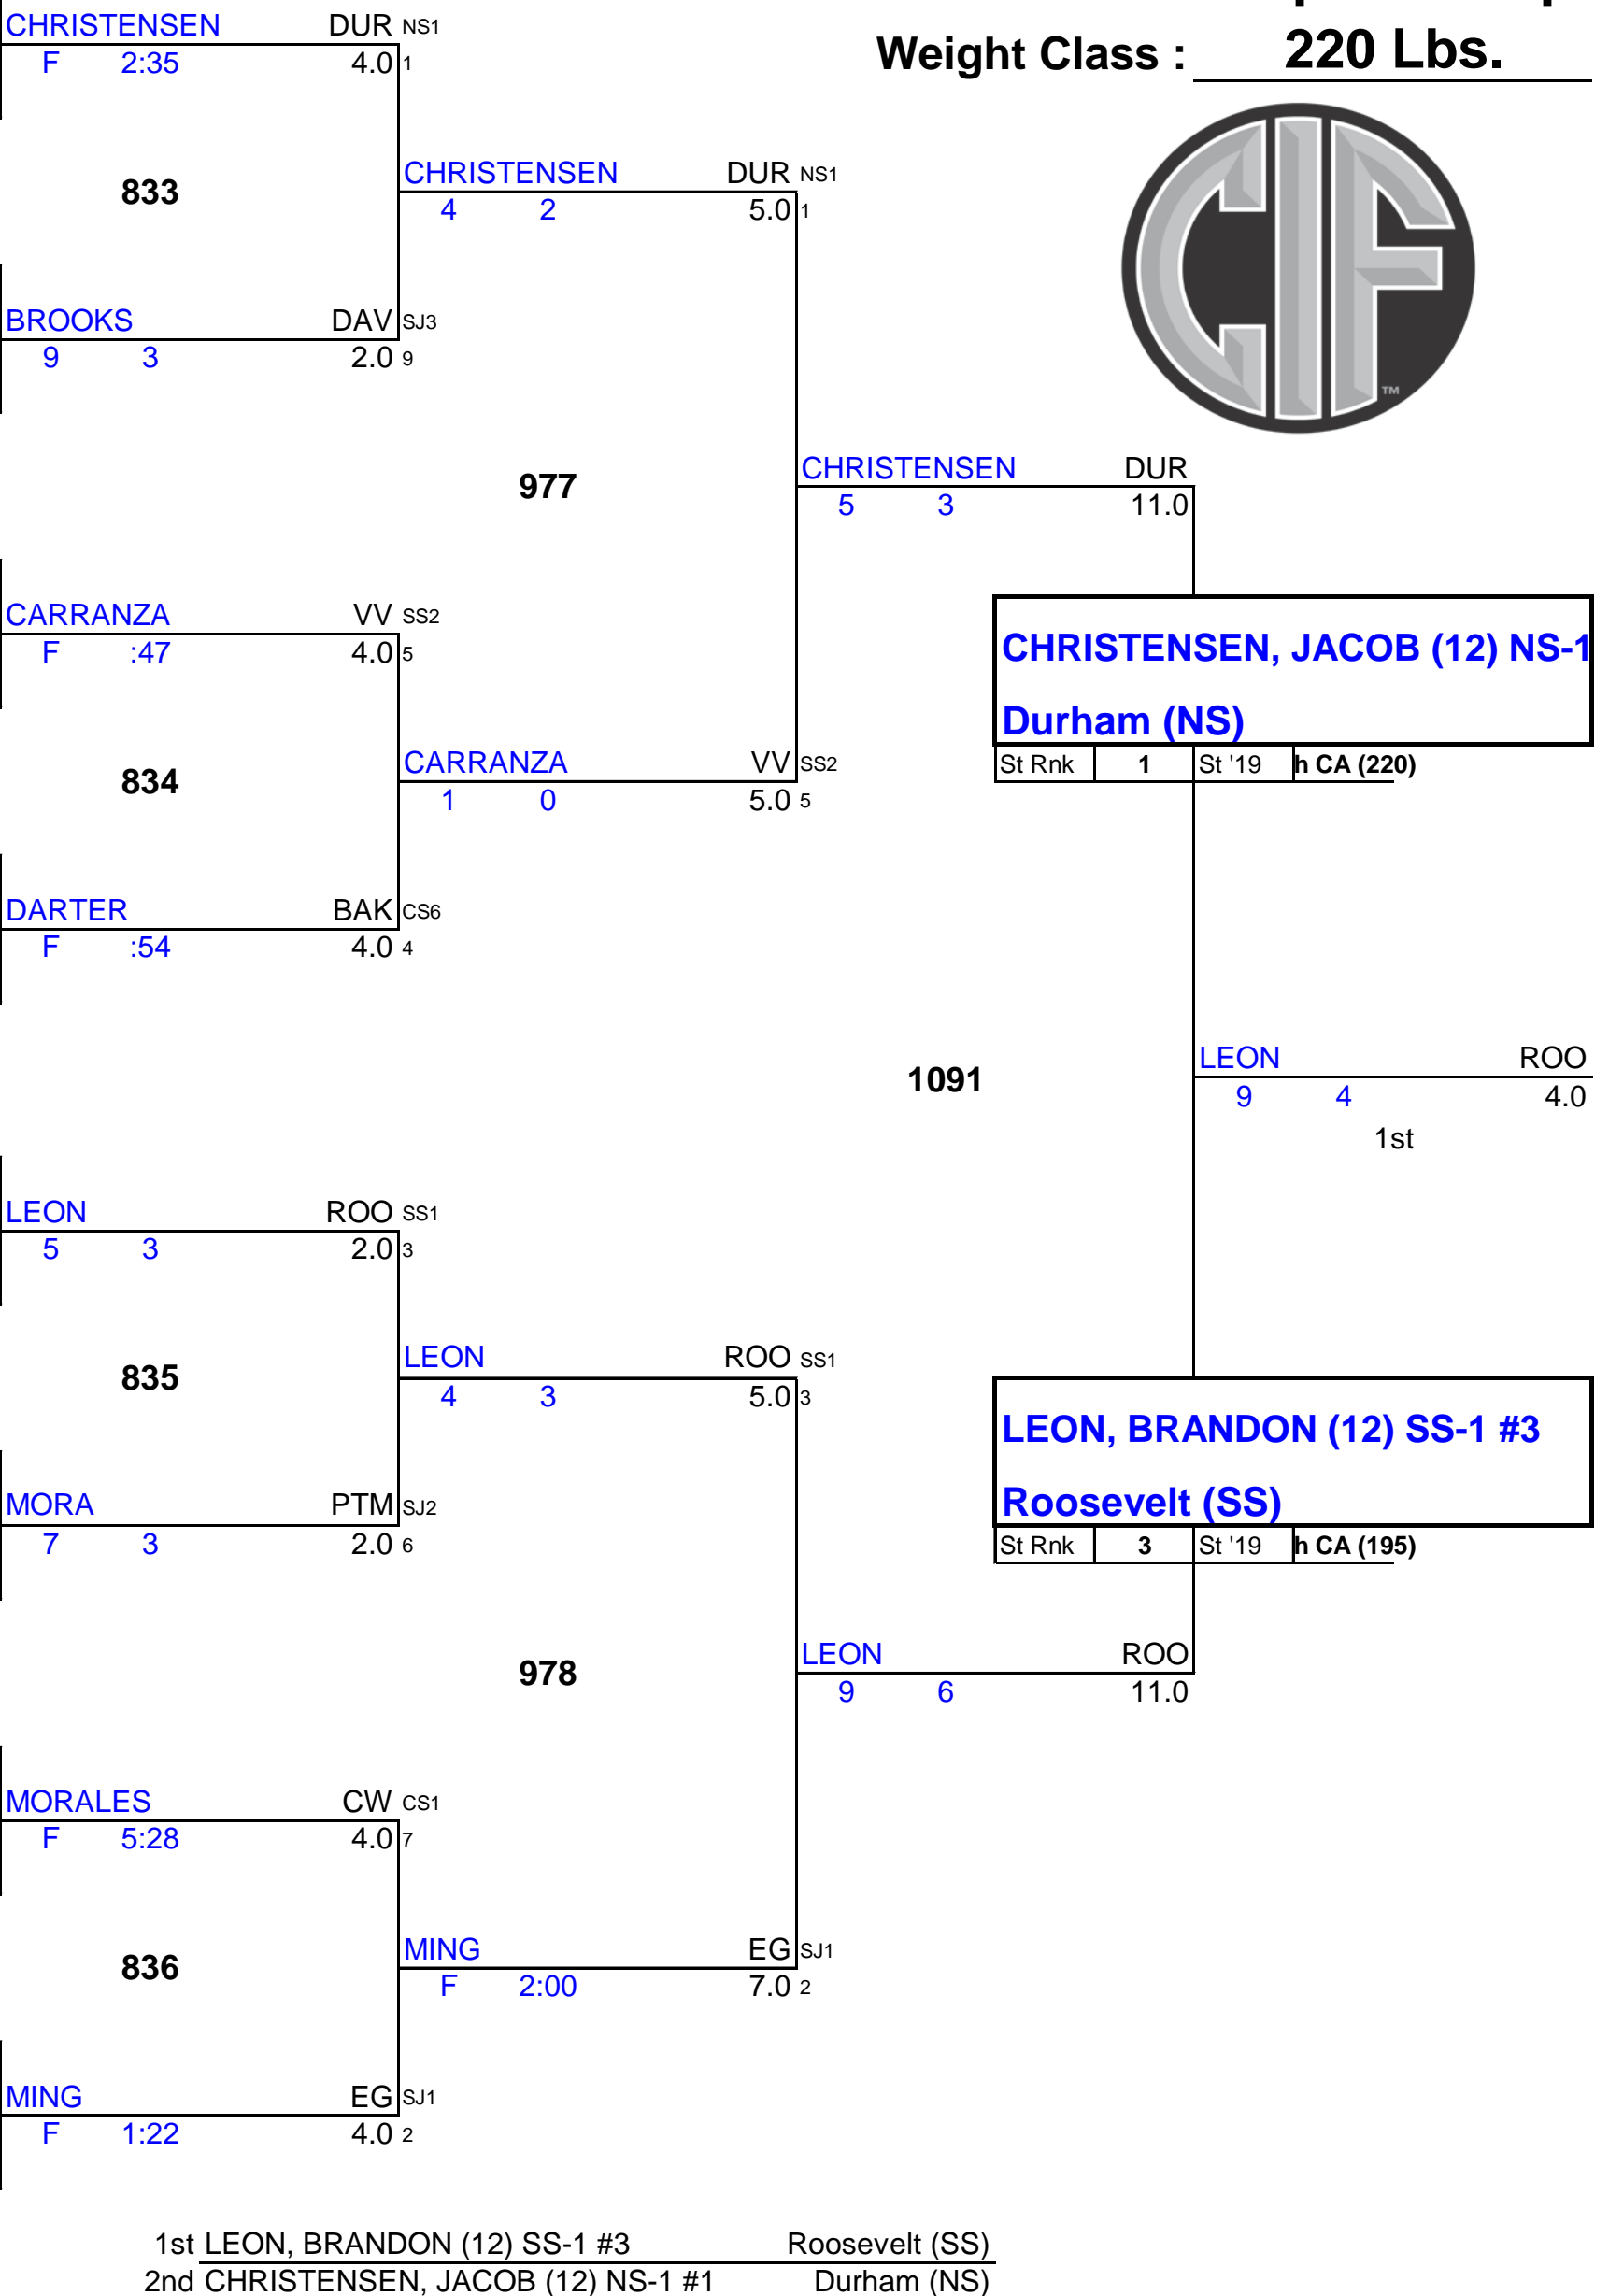 CHRISTENSEN DUR NS1
F 2:35 4.0 1
Weight Class : 220 Lbs.
CIF
TM
833
CHRISTENSEN DUR NS1
4 2 5.0 1
BROOKS DAV SJ3
9 3 2.0 9
977
CHRISTENSEN DUR
5 3 11.0
CARRANZA VV SS2
F :47 4.0 5
CHRISTENSEN, JACOB (12) NS-1
Durham (NS)
St Rnk 1 St '19 h CA (220)
834
CARRANZA VV SS2
1 0 5.0 5
DARTER BAK CS6
F :54 4.0 4
1091
LEON ROO
9 4 4.0
1st
LEON ROO SS1
5 3 2.0 3
835
LEON ROO SS1
4 3 5.0 3
LEON, BRANDON (12) SS-1 #3
Roosevelt (SS)
St Rnk 3 St '19 h CA (195)
MORA PTM SJ2
7 3 2.0 6
978
LEON ROO
9 6 11.0
MORALES CW CS1
F 5:28 4.0 7
836
MING EG SJ1
F 2:00 7.0 2
MING EG SJ1
F 1:22 4.0 2
1st LEON, BRANDON (12) SS-1 #3 Roosevelt (SS)
2nd CHRISTENSEN, JACOB (12) NS-1 #1 Durham (NS)